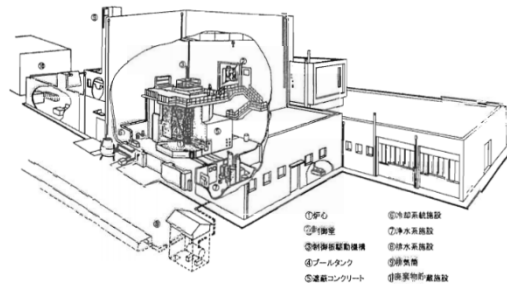 ①炉心
②制御室
③制御棒駆動機構
④プールタンク
⑤遮蔽コンクリート
⑥冷却系統施設
⑦浄水系施設
⑧排水系施設
⑨排気筒
⑩廃棄物貯蔵施設